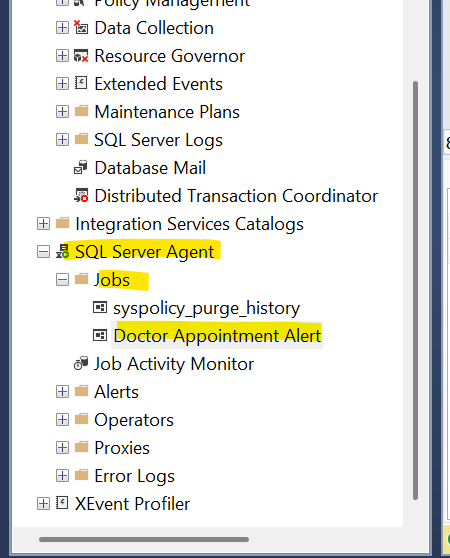 Policy Management
Data Collection
Resource Governor
Extended Events
Maintenance Plans
SQL Server Logs
Database Mail
Distributed Transaction Coordinator
Integration Services Catalogs
SQL Server Agent
Jobs
syspolicy_purge_history
Doctor Appointment Alert
Job Activity Monitor
Alerts
Operators
Proxies
Error Logs
XEvent Profiler